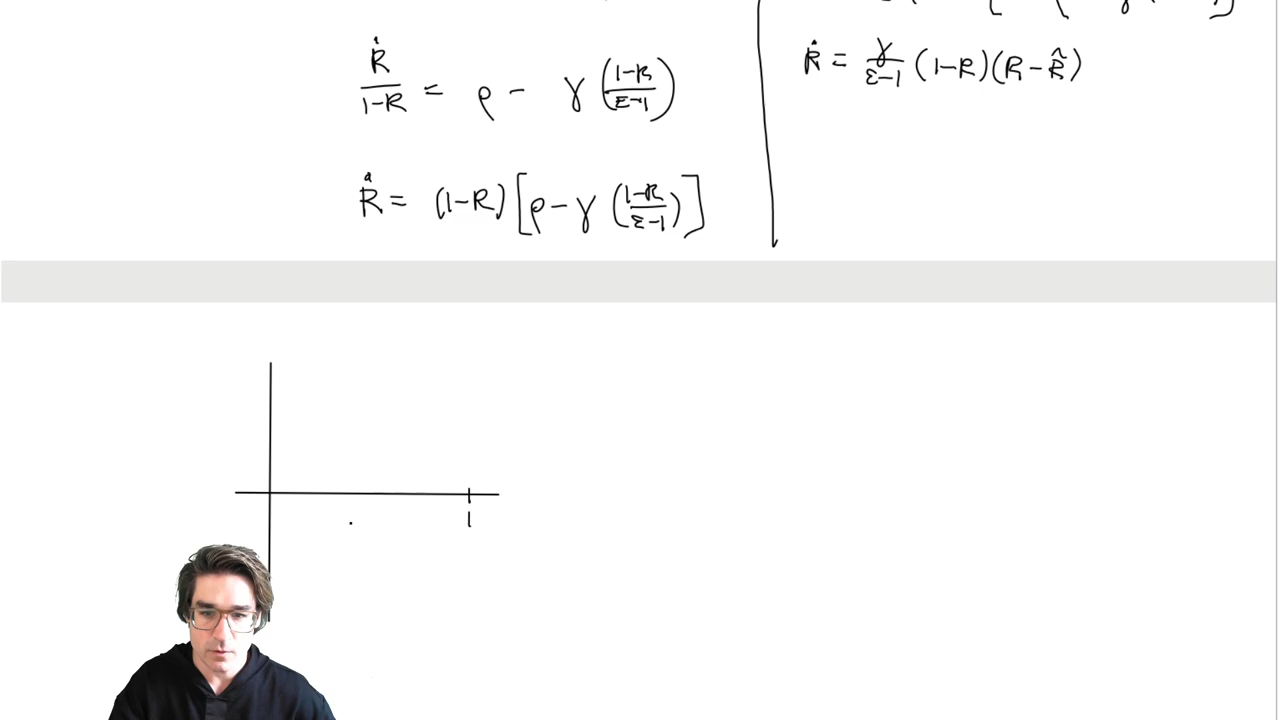 Ṙ/(1-R) = ρ - γ((1-R)/(ε-1))
Ṙ = (1-R)[ρ-γ((1-R)/(ε-1))]
Ṙ = γ/(ε-1) (1-R)(R-R̂)
1